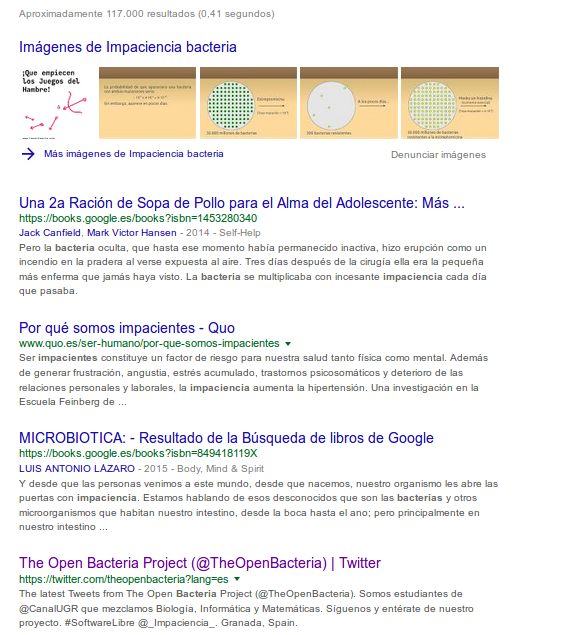 Aproximadamente 117.000 resultados (0,41 segundos)
Imágenes de Impaciencia bacteria
¡Que empiecen
los Juegos del
Hambre!
La probabilidad de que aparezca una bacteria
con ambas mutaciones sería:
Sin embargo, aparece en pocos días.
Estreptomicina
10.000 millones de bacterias
A los pocos días...
100 bacterias resistentes
Hasta un trazolina
10.000 millones de bacterias
resistentes a la estreptomicina
Más imágenes de Impaciencia bacteria
Denunciar imágenes
Una 2a Ración de Sopa de Pollo para el Alma del Adolescente: Más ...
https://books.google.es/books?isbn=1453280340
Jack Canfield, Mark Victor Hansen - 2014 - Self-Help
Pero la bacteria oculta, que hasta ese momento había permanecido inactiva, hizo erupción como un
incendio en la pradera al verse expuesta al aire. Tres días después de la cirugía ella era la pequeña
más enferma que jamás haya visto. La bacteria se multiplicaba con incesante impaciencia cada día
que pasaba.
Por qué somos impacientes - Quo
www.quo.es/ser-humano/por-que-somos-impacientes
Ser impacientes constituye un factor de riesgo para nuestra salud tanto física como mental. Además
de generar frustración, angustia, estrés acumulado, trastornos psicosomáticos y deterioro de las
relaciones personales y laborales, la impaciencia aumenta la hipertensión. Una investigación en la
Escuela Feinberg de ...
MICROBIOTICA: - Resultado de la Búsqueda de libros de Google
https://books.google.es/books?isbn=849418119X
LUIS ANTONIO LÁZARO - 2015 - Body, Mind & Spirit
Y desde que las personas venimos a este mundo, desde que nacemos, nuestro organismo les abre las
puertas con impaciencia. Estamos hablando de esos desconocidos que son las bacterias y otros
microorganismos que habitan nuestro intestino, desde la boca hasta el ano; pero principalmente en
nuestro intestino ...
The Open Bacteria Project (@TheOpenBacteria) | Twitter
https://twitter.com/theopenbacteria?lang=es
The latest Tweets from The Open Bacteria Project (@TheOpenBacteria). Somos estudiantes de
@CanalUGR que mezclamos Biología, Informática y Matemáticas. Síguenos y entérate de nuestro
proyecto. #SoftwareLibre @_Impaciencia_. Granada, Spain.